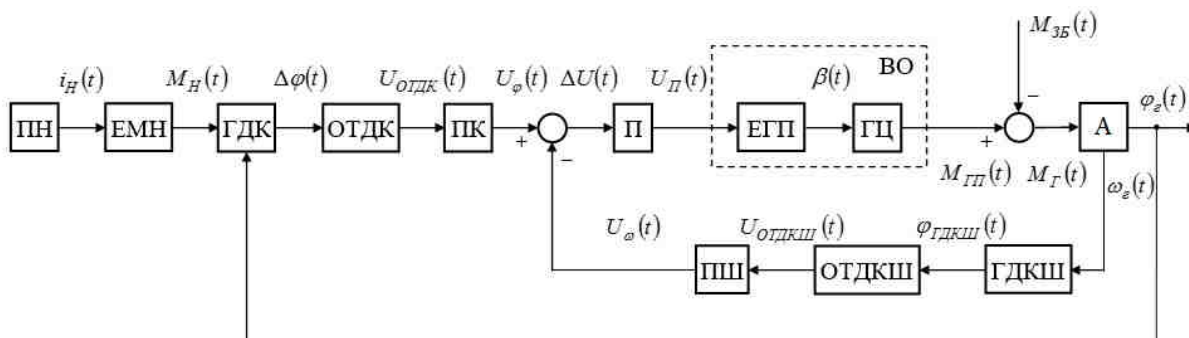 M_{ЗБ}(t)
i_H(t) M_H(t) Δφ(t) U_{ОТДК}(t) U_φ(t) ΔU(t) U_П(t) β(t) ВО φ_г(t)
ПН ЕМН ГДК ОТДК ПК + − П ЕГП ГЦ + − А
M_{ГП}(t) M_Г(t) ω_г(t)
U_ω(t) U_{ОТДКШ}(t) φ_{ГДКШ}(t)
ПШ ОТДКШ ГДКШ